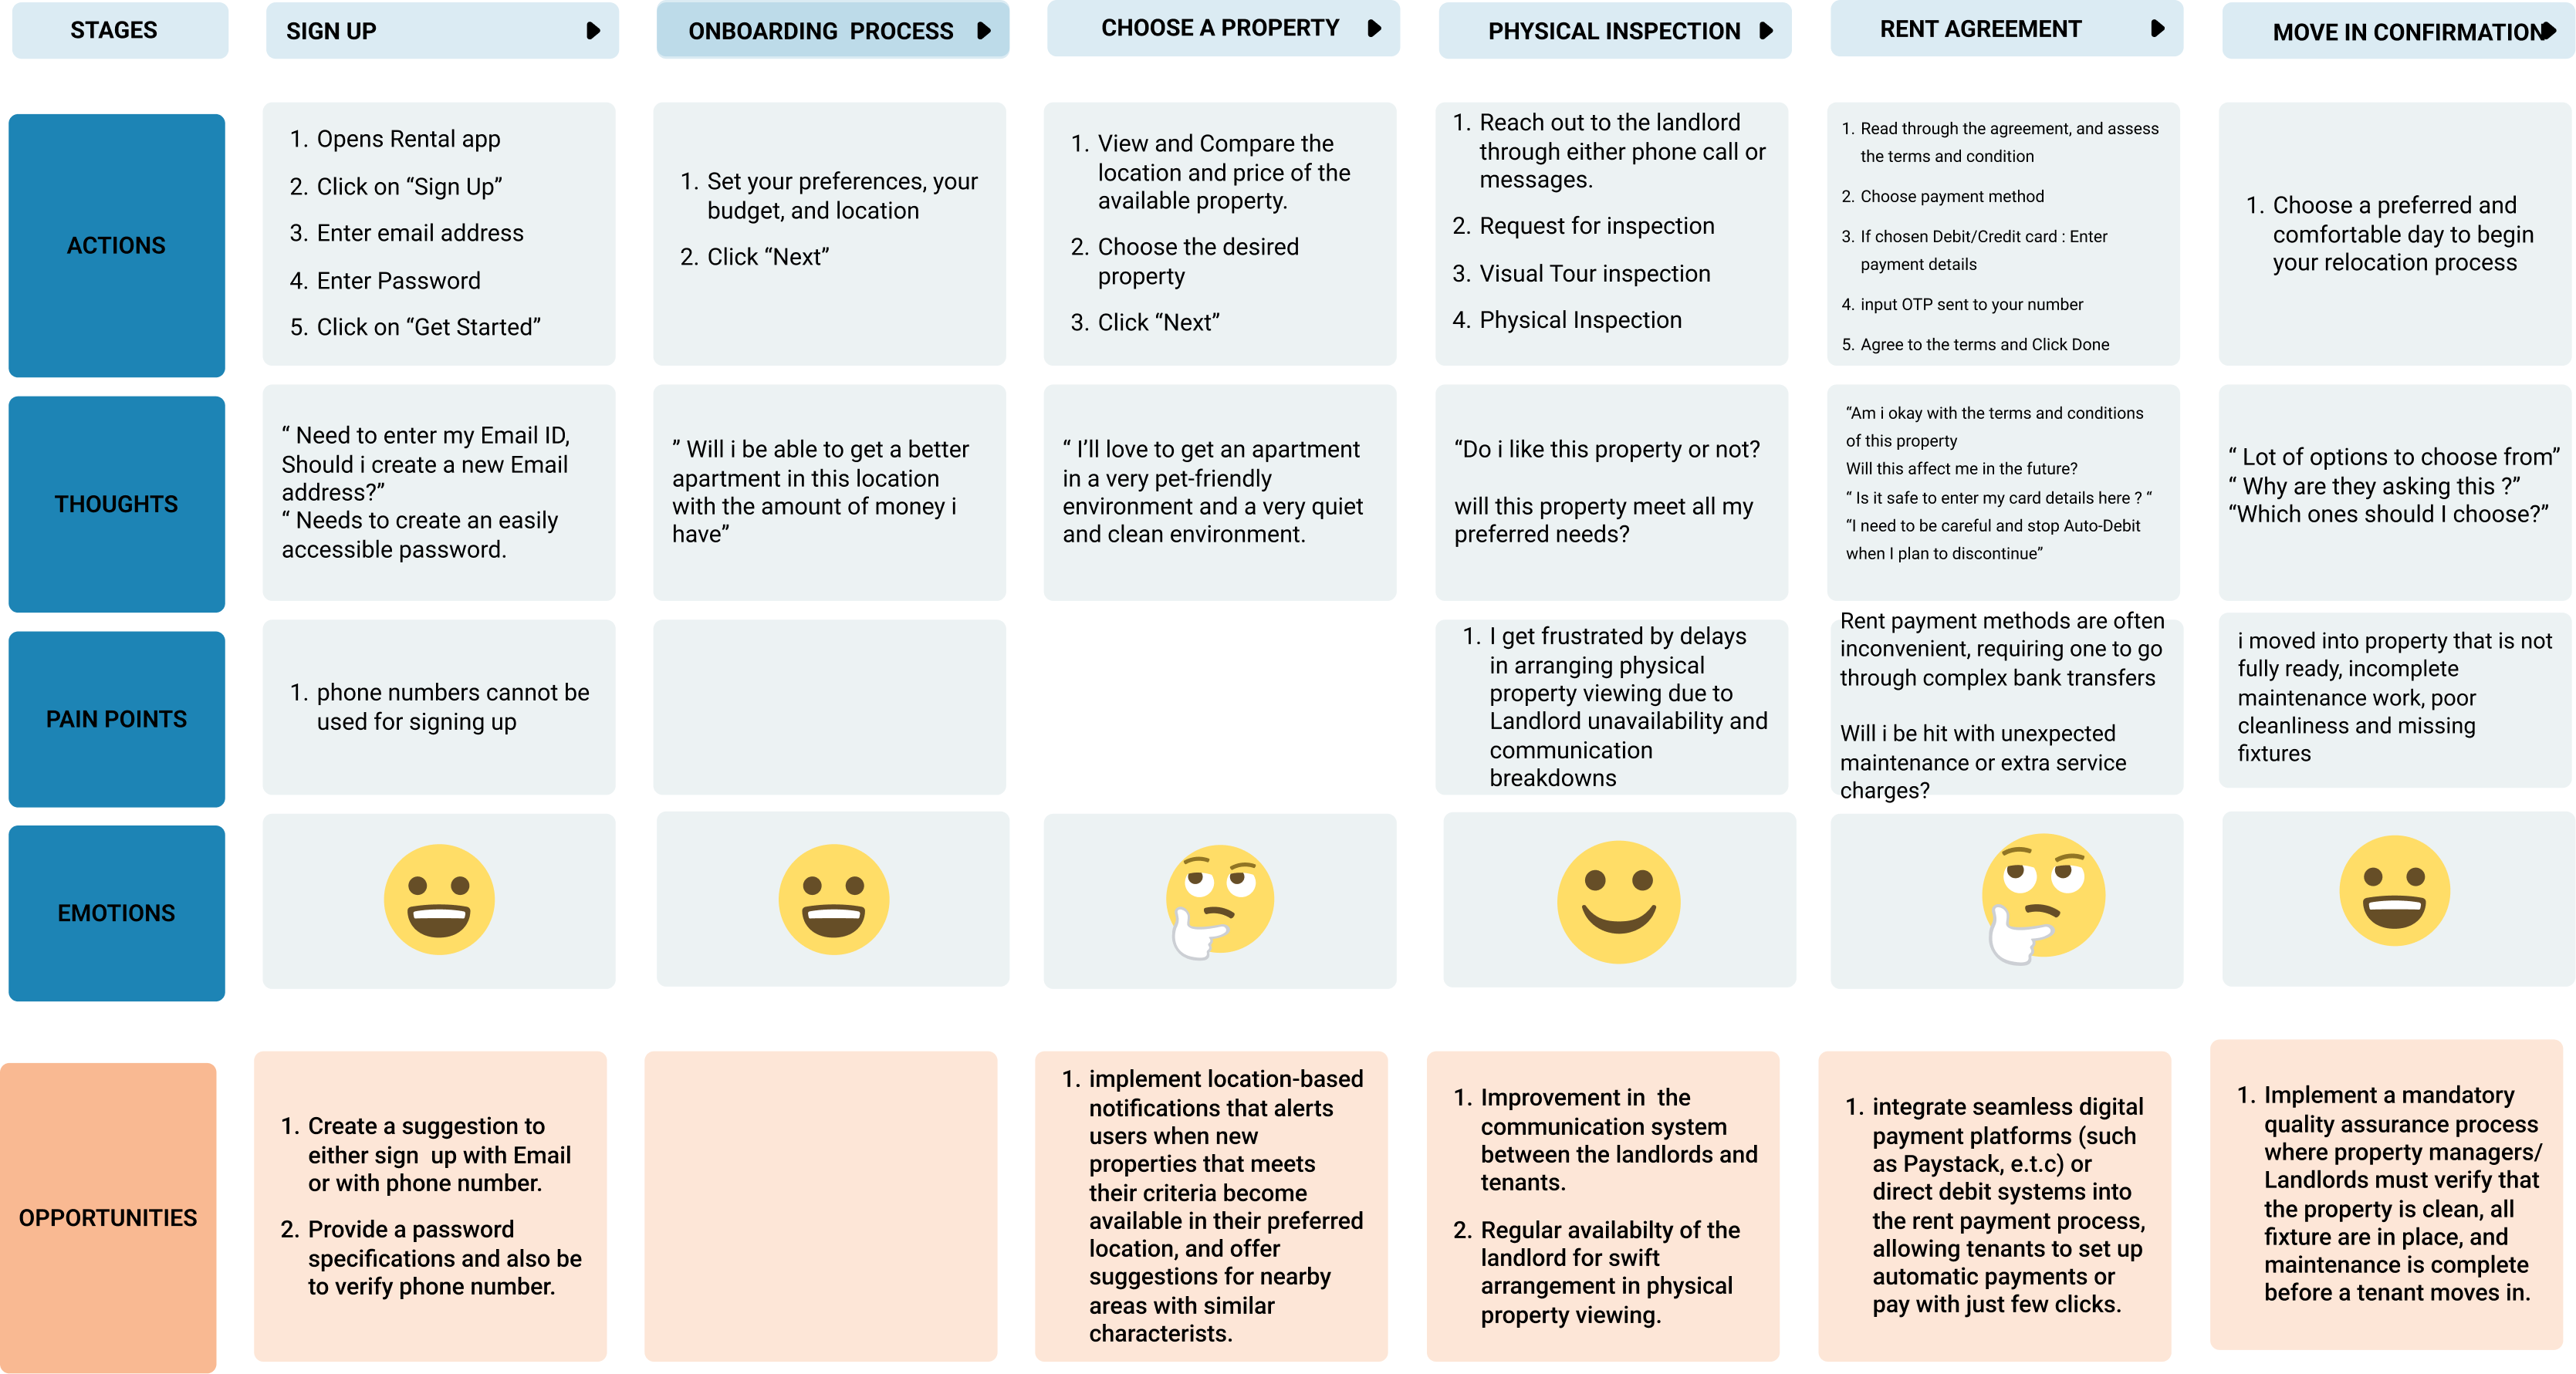 STAGES
SIGN UP
ONBOARDING  PROCESS
CHOOSE A PROPERTY
PHYSICAL INSPECTION
RENT AGREEMENT
MOVE IN CONFIRMATION
ACTIONS
1. Opens Rental app
2. Click on “Sign Up”
3. Enter email address
4. Enter Password
5. Click on “Get Started”
1. Set your preferences, your
budget, and location
2. Click “Next”
1. View and Compare the
location and price of the
available property.
2. Choose the desired
property
3. Click “Next”
1. Reach out to the landlord
through either phone call or
messages.
2. Request for inspection
3. Visual Tour inspection
4. Physical Inspection
1. Read through the agreement, and assess
the terms and condition
2. Choose payment method
3. If chosen Debit/Credit card : Enter
payment details
4. input OTP sent to your number
5. Agree to the terms and Click Done
1. Choose a preferred and
comfortable day to begin
your relocation process
THOUGHTS
“ Need to enter my Email ID,
Should i create a new Email
address?”
“ Needs to create an easily
accessible password.
” Will i be able to get a better
apartment in this location
with the amount of money i
have”
“ I’ll love to get an apartment
in a very pet-friendly
environment and a very quiet
and clean environment.
“Do i like this property or not?
will this property meet all my
preferred needs?
“Am i okay with the terms and conditions
of this property
Will this affect me in the future?
“ Is it safe to enter my card details here ? “
“I need to be careful and stop Auto-Debit
when I plan to discontinue”
“ Lot of options to choose from”
“ Why are they asking this ?”
“Which ones should I choose?”
PAIN POINTS
1. phone numbers cannot be
used for signing up
1. I get frustrated by delays
in arranging physical
property viewing due to
Landlord unavailability and
communication
breakdowns
Rent payment methods are often
inconvenient, requiring one to go
through complex bank transfers
Will i be hit with unexpected
maintenance or extra service
charges?
i moved into property that is not
fully ready, incomplete
maintenance work, poor
cleanliness and missing
fixtures
EMOTIONS
OPPORTUNITIES
1. Create a suggestion to
either sign  up with Email
or with phone number.
2. Provide a password
specifications and also be
to verify phone number.
1. implement location-based
notifications that alerts
users when new
properties that meets
their criteria become
available in their preferred
location, and offer
suggestions for nearby
areas with similar
characterists.
1. Improvement in  the
communication system
between the landlords and
tenants.
2. Regular availabilty of the
landlord for swift
arrangement in physical
property viewing.
1. integrate seamless digital
payment platforms (such
as Paystack, e.t.c) or
direct debit systems into
the rent payment process,
allowing tenants to set up
automatic payments or
pay with just few clicks.
1. Implement a mandatory
quality assurance process
where property managers/
Landlords must verify that
the property is clean, all
fixture are in place, and
maintenance is complete
before a tenant moves in.